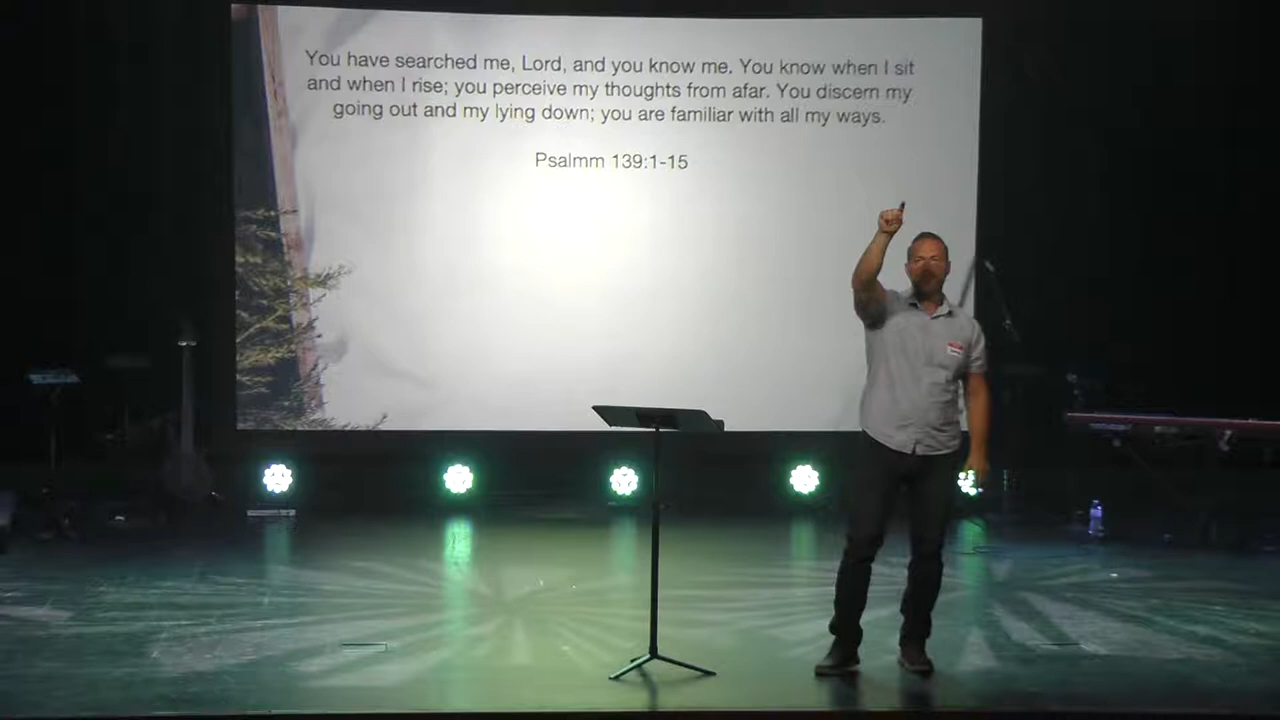 You have searched me, Lord, and you know me. You know when I sit
and when I rise; you perceive my thoughts from afar. You discern my
going out and my lying down; you are familiar with all my ways.
Psalmm 139:1-15